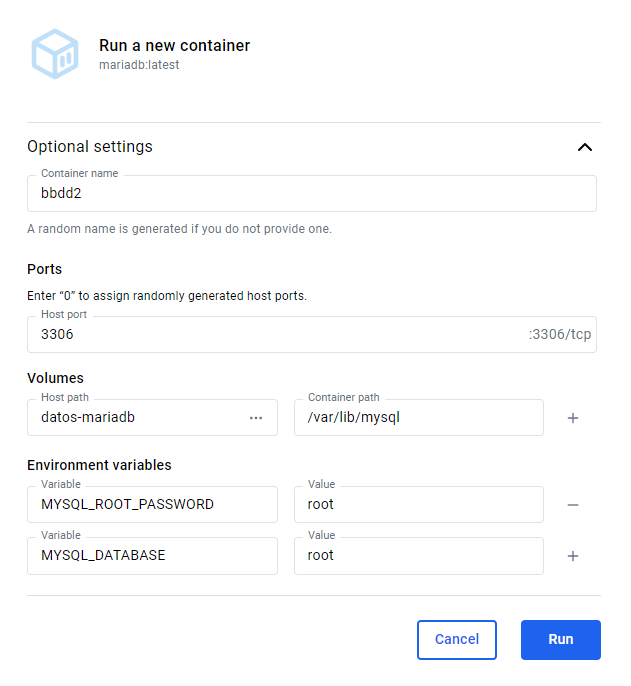 Run a new container
mariadb:latest
Optional settings
Container name
bbdd2
A random name is generated if you do not provide one.
Ports
Enter “0” to assign randomly generated host ports.
Host port
3306 :3306/tcp
Volumes
Host path Container path
datos-mariadb ··· /var/lib/mysql +
Environment variables
Variable Value
MYSQL_ROOT_PASSWORD root −
Variable Value
MYSQL_DATABASE root +
Cancel Run